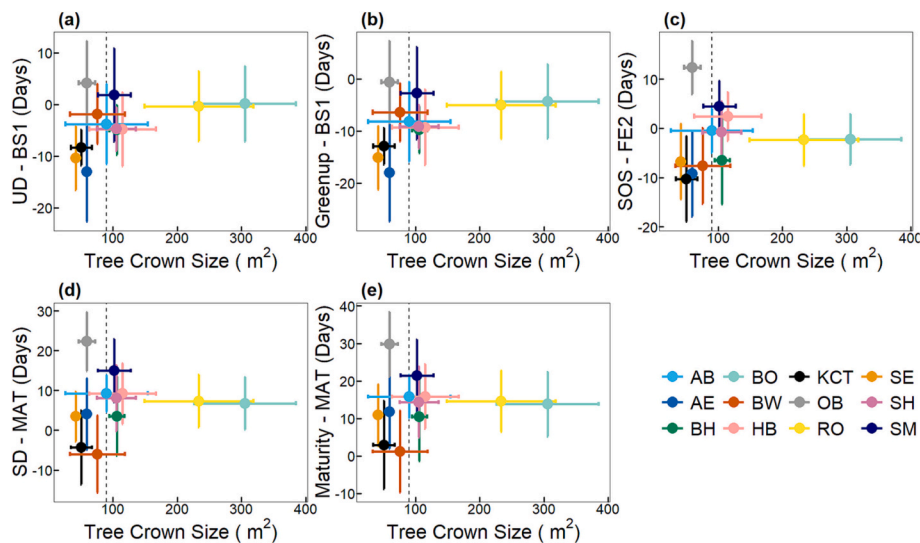 (a)
UD - BS1 (Days)
10
0
-10
-20
100
200
300
400
Tree Crown Size ( m²)
(b)
Greenup - BS1 (Days)
0
-10
-20
100
200
300
400
Tree Crown Size ( m²)
(c)
SOS - FE2 (Days)
10
0
-10
-20
100
200
300
400
Tree Crown Size ( m²)
(d)
SD - MAT (Days)
30
20
10
0
-10
100
200
300
400
Tree Crown Size ( m²)
(e)
Maturity - MAT (Days)
40
30
20
10
0
-10
100
200
300
400
Tree Crown Size ( m²)
AB BO KCT SE
AE BW OB SH
BH HB RO SM